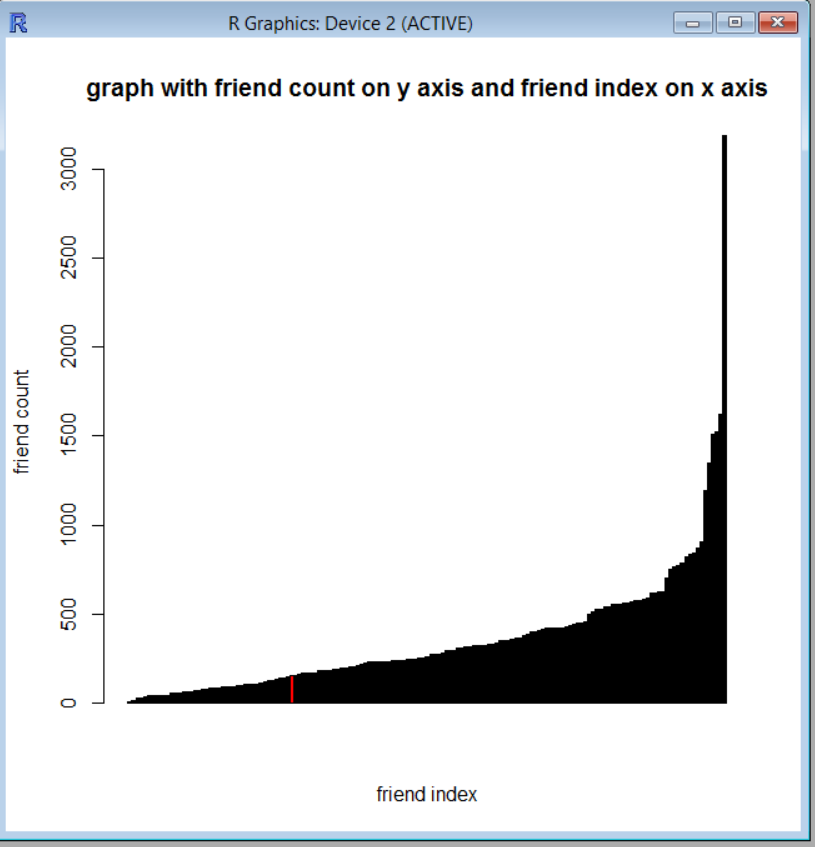 R Graphics: Device 2 (ACTIVE)
graph with friend count on y axis and friend index on x axis
3000
2500
2000
1500
1000
500
0
friend count
friend index